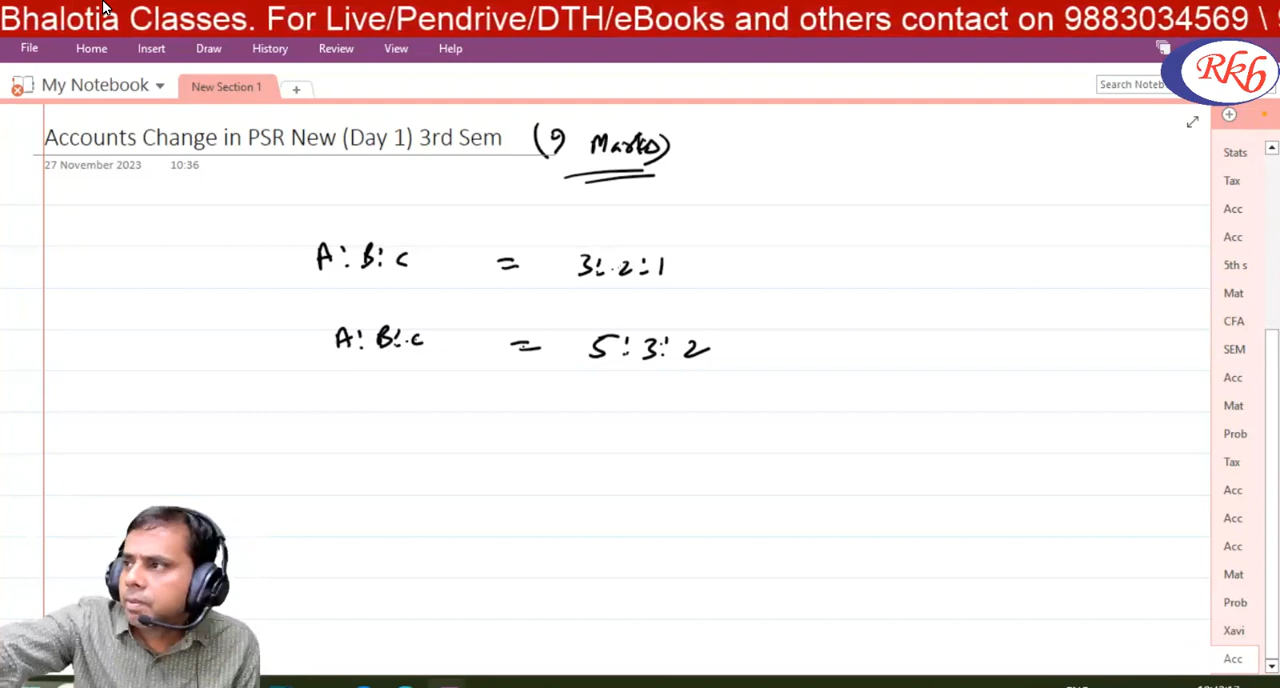 Bhalotia Classes. For Live/Pendrive/DTH/eBooks and others contact on 9883034569 \
File Home Insert Draw History Review View Help
Rkb
My Notebook New Section 1 + Search Noteb
Accounts Change in PSR New (Day 1) 3rd Sem (9 Marks)
27 November 2023 10:36
A:B:C = 3:2:1
A:B:C = 5:3:2
Stats
Tax
Acc
Acc
5th s
Mat
CFA
SEM
Acc
Mat
Prob
Tax
Acc
Acc
Acc
Mat
Prob
Xavi
Acc